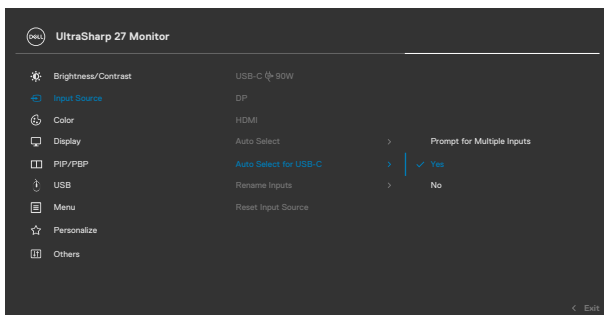 DELL UltraSharp 27 Monitor
Brightness/Contrast
Input Source
Color
Display
PIP/PBP
USB
Menu
Personalize
Others
USB-C 90W
DP
HDMI
Auto Select >
Auto Select for USB-C >
Rename Inputs >
Reset Input Source
Prompt for Multiple Inputs
✓ Yes
No
< Exit